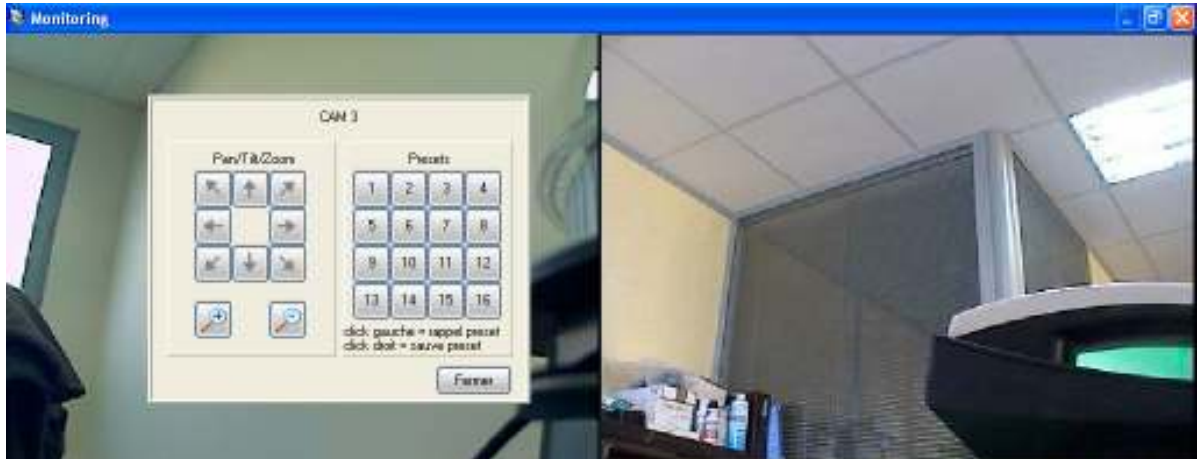 Monitoring
CAM 3
Pan/Tilt/Zoom
Presets
1 2 3 4
5 6 7 8
9 10 11 12
13 14 15 16
click gauche = rappel preset
click droit = sauve preset
Fermer